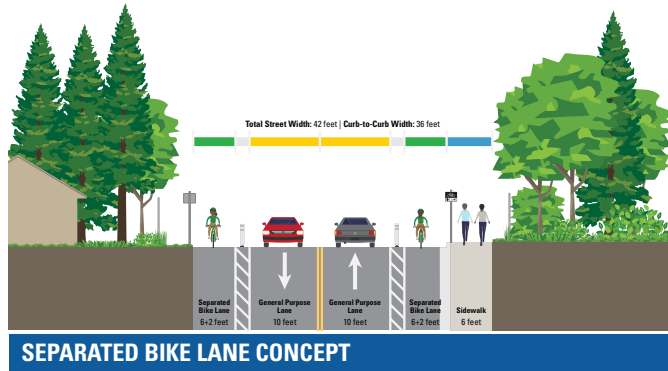 Total Street Width: 42 feet | Curb-to-Curb Width: 36 feet
Separated
Bike Lane
6+2 feet
General Purpose
Lane
10 feet
General Purpose
Lane
10 feet
Separated
Bike Lane
6+2 feet
Sidewalk
6 feet
SEPARATED BIKE LANE CONCEPT